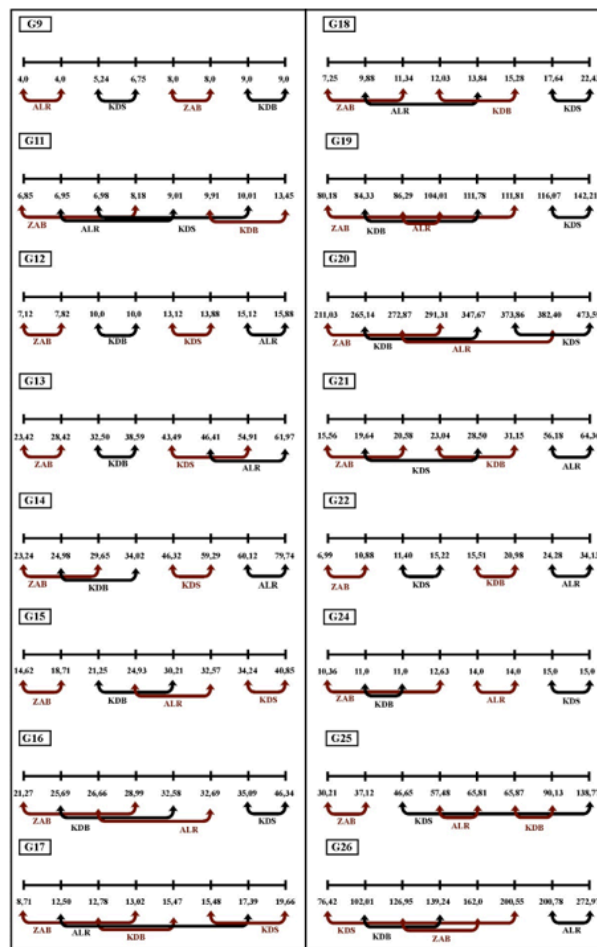 G9
4,0 4,0 5,24 6,75 8,0 8,0 9,0 9,0
ALR KDS ZAB KDB
G11
6,85 6,95 6,98 8,18 9,01 9,91 10,01 13,45
ZAB ALR KDS KDB
G12
7,12 7,82 10,0 10,0 13,12 13,88 15,12 15,88
ZAB KDB KDS ALR
G13
23,42 28,42 32,50 38,59 43,49 46,41 54,91 61,97
ZAB KDB KDS ALR
G14
23,24 24,98 29,65 34,02 46,32 59,29 60,12 79,74
ZAB KDB KDS ALR
G15
14,62 18,71 21,25 24,93 30,21 32,57 34,24 40,85
ZAB KDB ALR KDS
G16
21,27 25,69 26,66 28,99 32,58 32,69 35,09 46,34
ZAB KDB ALR KDS
G17
8,71 12,50 12,78 13,02 15,47 15,48 17,39 19,66
ZAB ALR KDB KDS
G18
7,25 9,88 11,34 12,03 13,84 15,28 17,64 22,42
ZAB ALR KDB KDS
G19
80,18 84,33 86,29 104,01 111,78 111,81 116,07 142,21
ZAB KDB ALR KDS
G20
211,03 265,14 272,87 291,31 347,67 373,86 382,40 473,59
ZAB KDB ALR KDS
G21
15,56 19,64 20,58 23,04 28,50 31,15 56,18 64,36
ZAB KDS KDB ALR
G22
6,99 10,88 11,40 15,22 15,51 20,98 24,28 34,13
ZAB KDS KDB ALR
G24
10,36 11,0 11,0 12,63 14,0 14,0 15,0 15,0
ZAB KDB ALR KDS
G25
30,21 37,12 46,65 57,48 65,81 65,87 90,13 138,7
ZAB KDS ALR KDB
G26
76,42 102,01 126,95 139,24 162,0 200,55 200,78 272,97
KDS KDB ZAB ALR